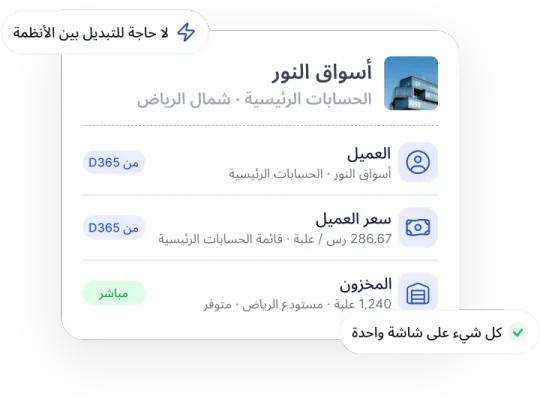 لا حاجة للتبديل بين الأنظمة
أسواق النور
الحسابات الرئيسية · شمال الرياض
العميل
أسواق النور · الحسابات الرئيسية
من D365
سعر العميل
286.67 رس / علبة · قائمة الحسابات الرئيسية
من D365
المخزون
1,240 علبة · مستودع الرياض · متوفر
مباشر
كل شيء على شاشة واحدة